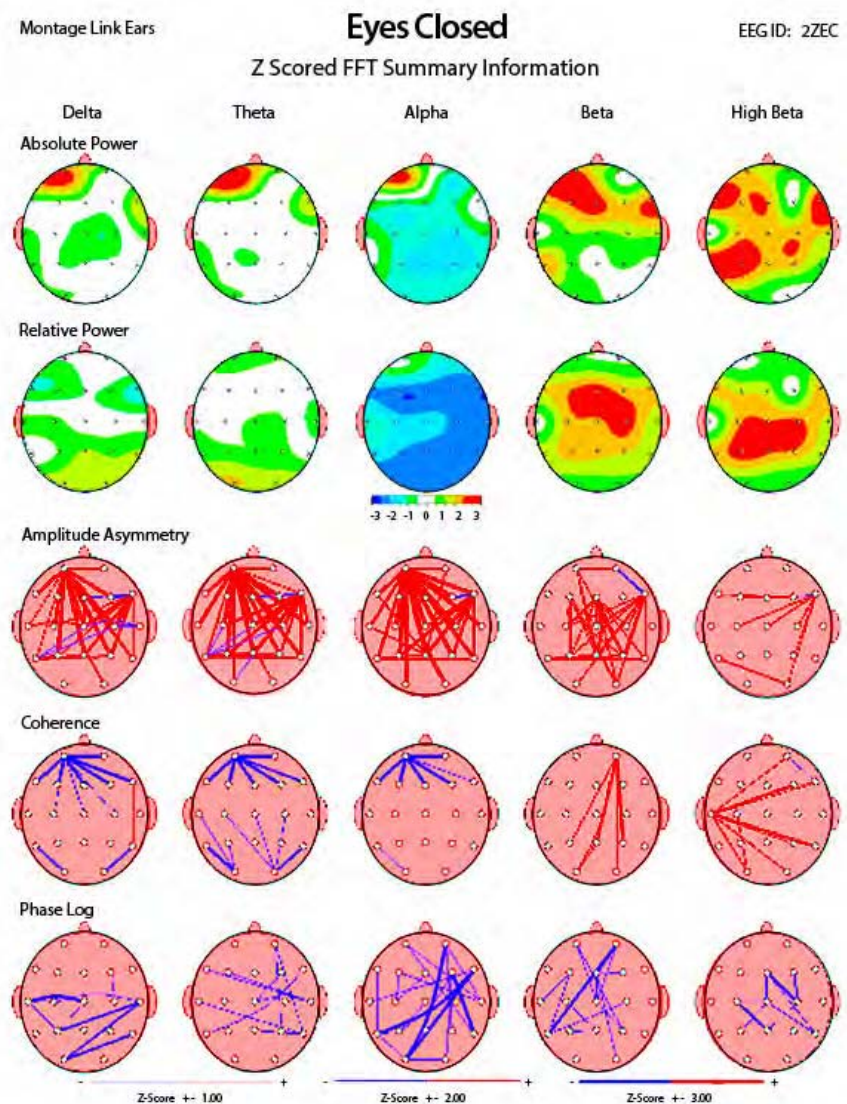 Montage Link Ears
Eyes Closed
EEG ID: 2ZEC
Z Scored FFT Summary Information
Delta Theta Alpha Beta High Beta
Absolute Power
Relative Power
-3 -2 -1 0 1 2 3
Amplitude Asymmetry
Coherence
Phase Log
- + - + - +
Z-Score +- 1.00 Z-Score +- 2.00 Z-Score +- 3.00